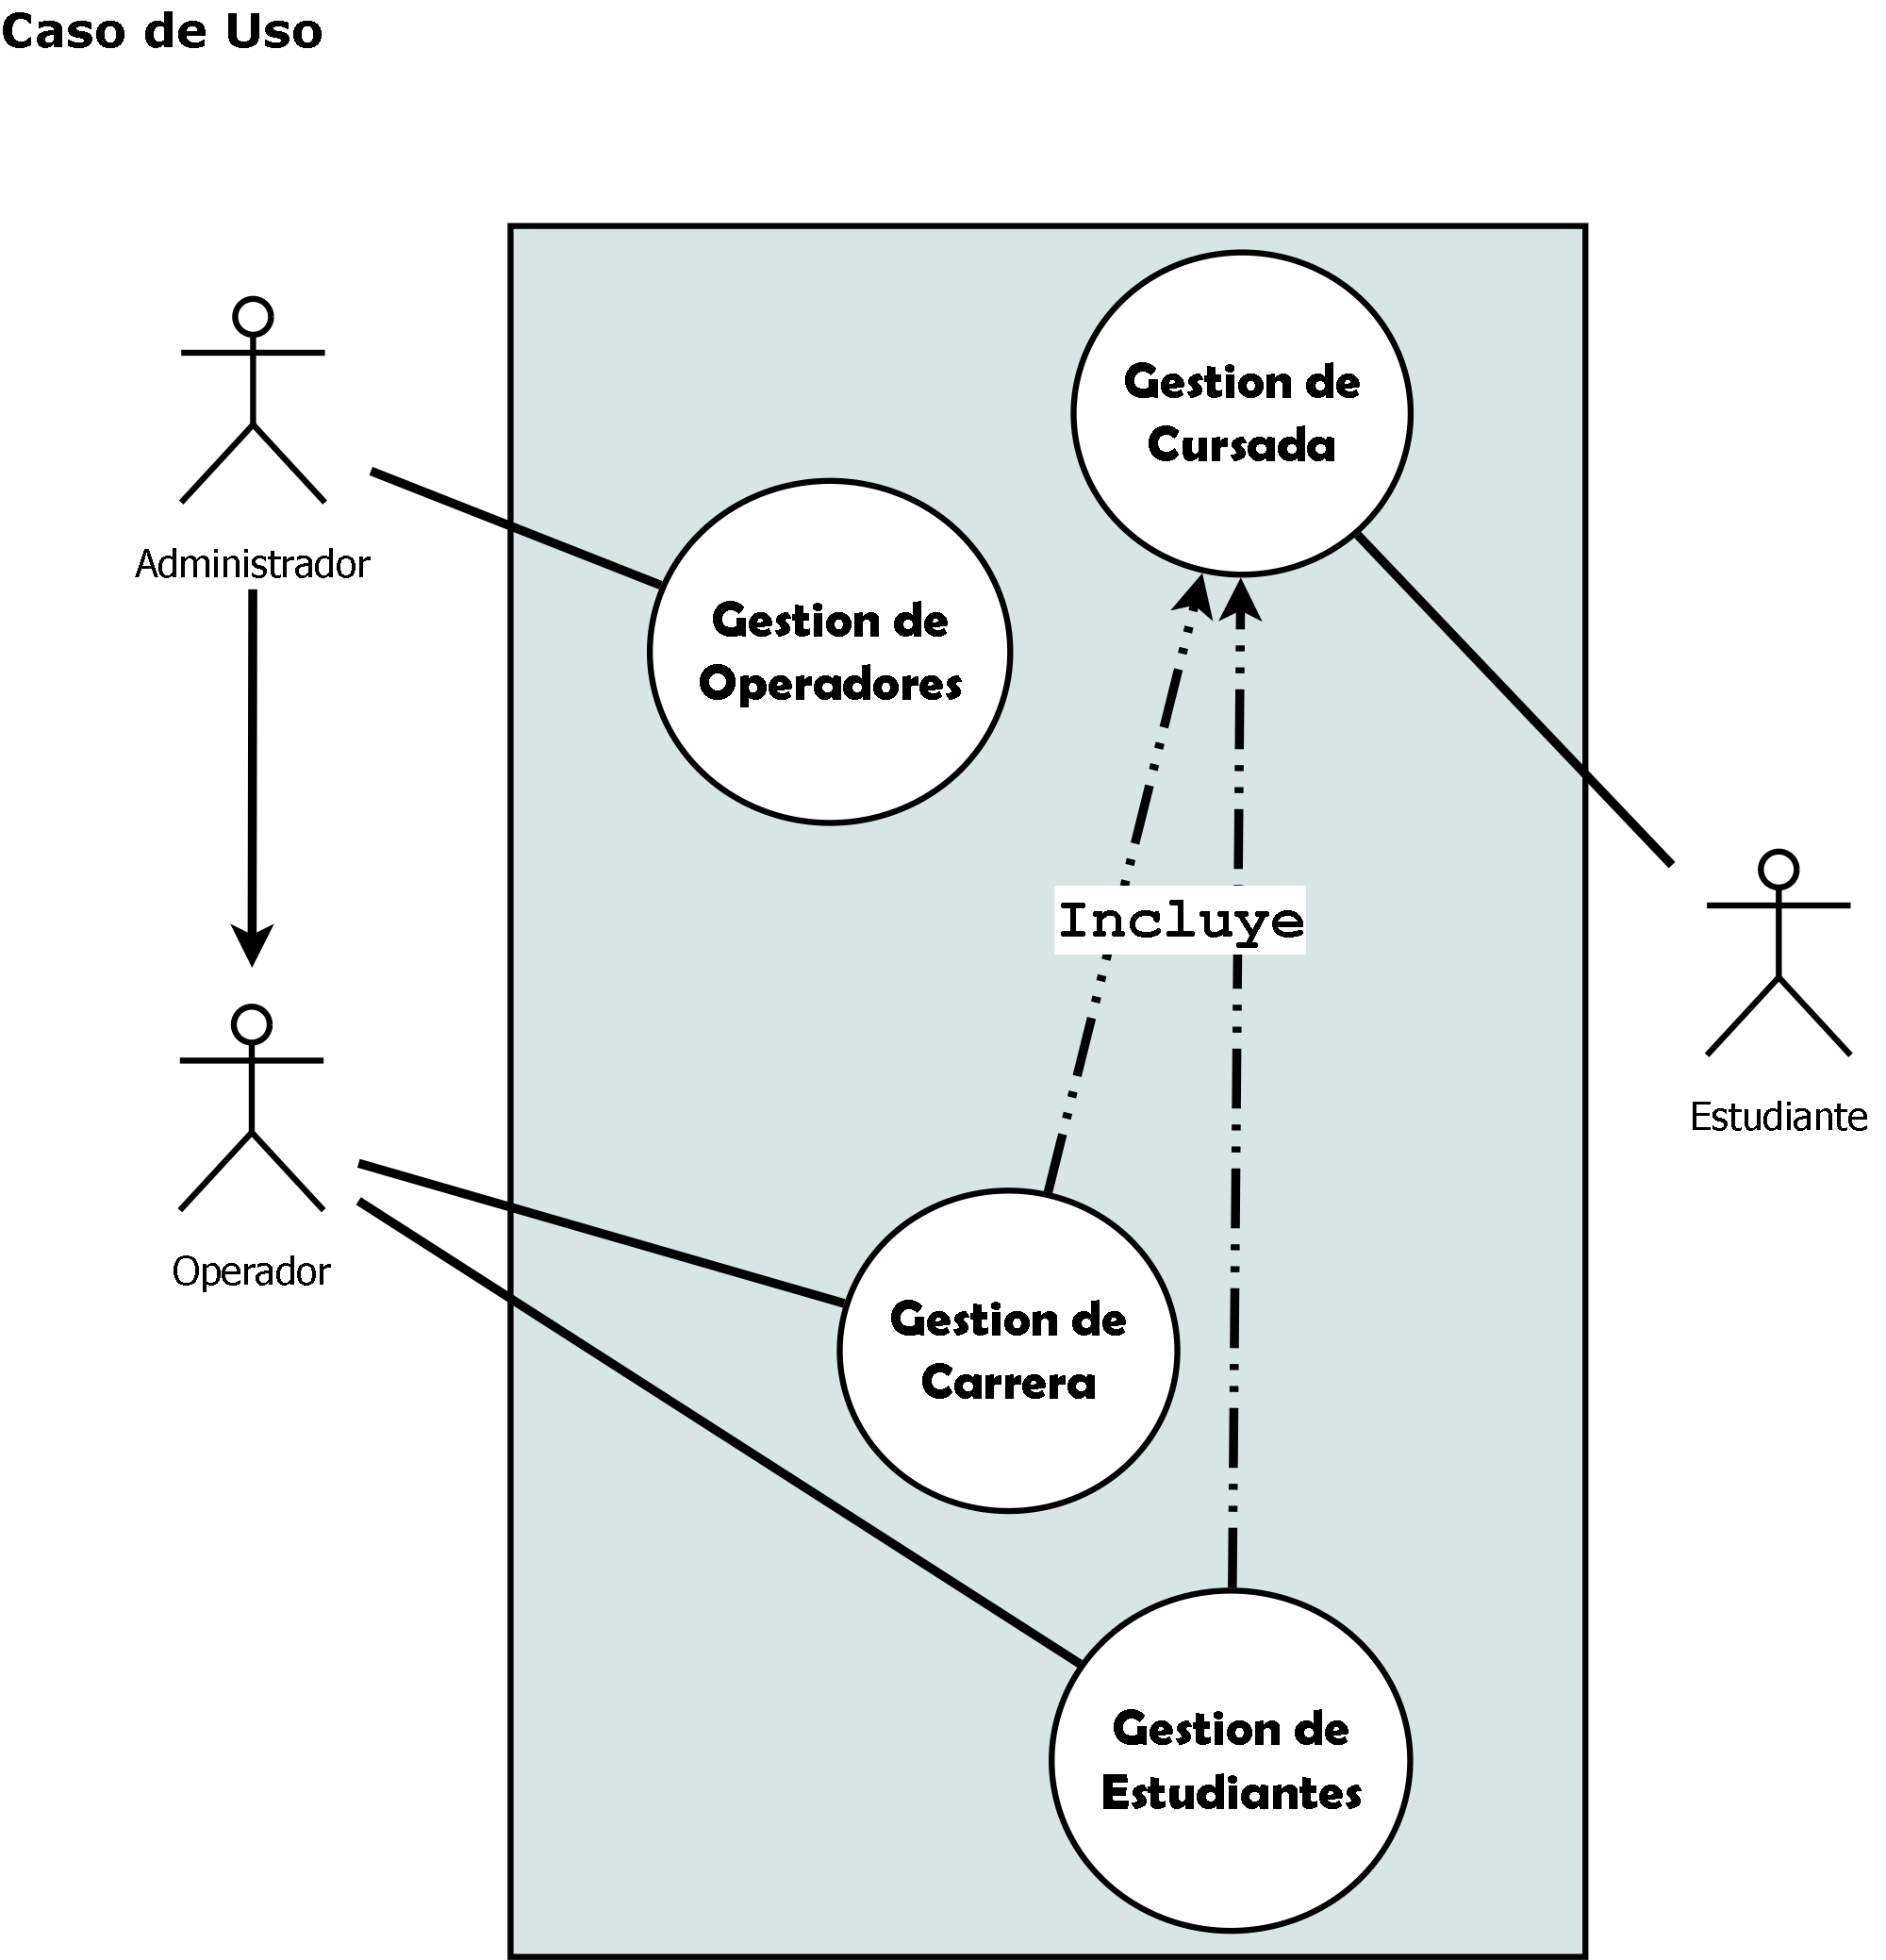 Caso de Uso
Gestion de
Cursada
Administrador
Gestion de
Operadores
Incluye
Estudiante
Operador
Gestion de
Carrera
Gestion de
Estudiantes